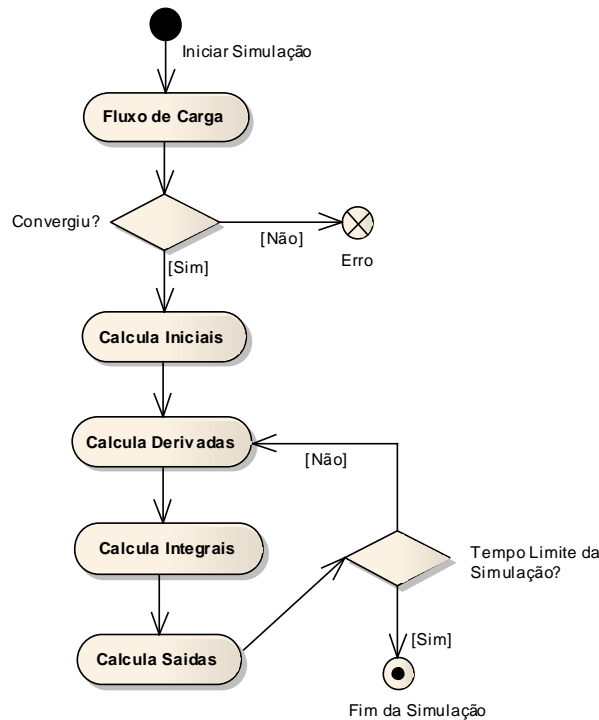 Iniciar Simulação
Fluxo de Carga
Convergiu?
[Não]
Erro
[Sim]
Calcula Iniciais
Calcula Derivadas
[Não]
Calcula Integrais
Tempo Limite da
Simulação?
Calcula Saidas
[Sim]
Fim da Simulação